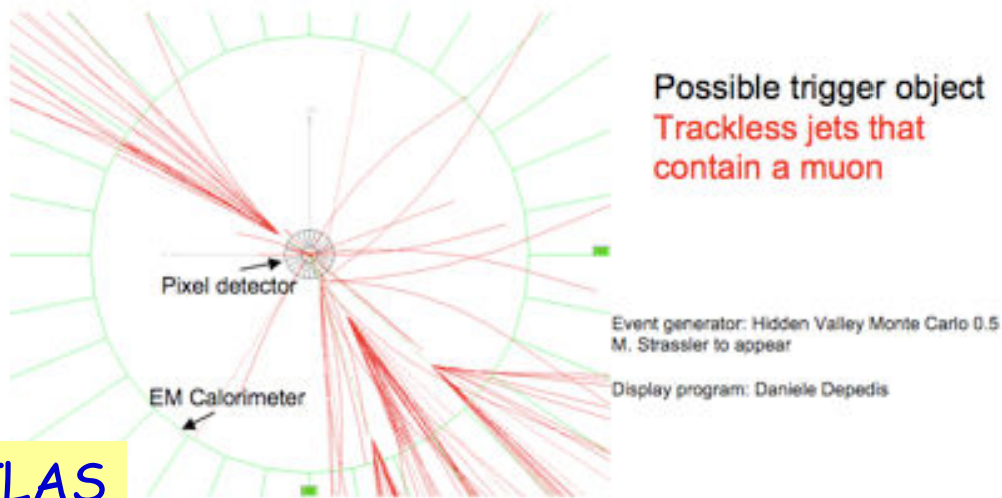 Possible trigger object
Trackless jets that
contain a muon
Pixel detector
Event generator: Hidden Valley Monte Carlo 0.5
M. Strassler to appear
Display program: Daniele Depedis
EM Calorimeter